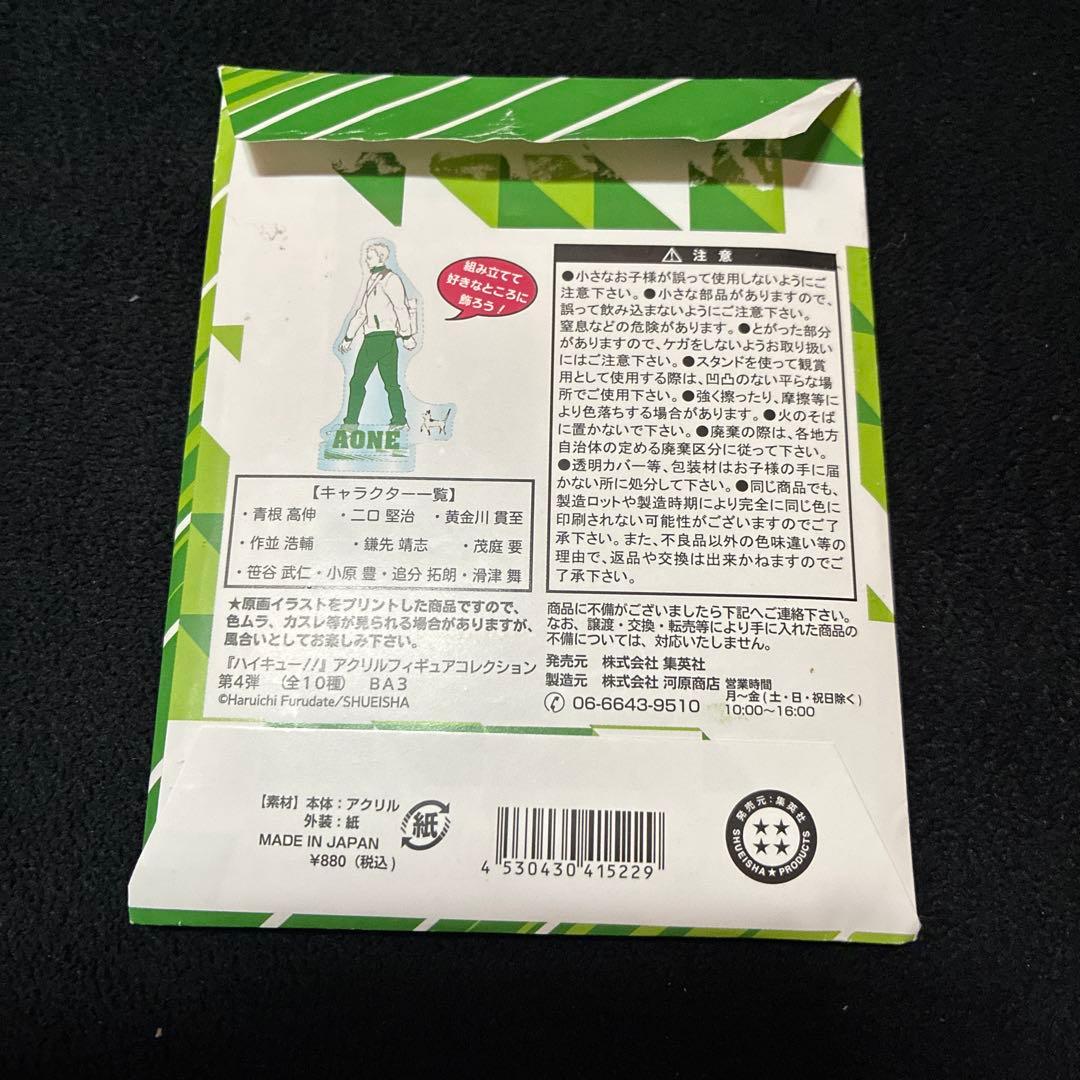 組み立てて
好きなところに
飾ろう！
AONE
【キャラクター一覧】
・青根 高伸 ・二口 堅治 ・黄金川 貫至
・作並 浩輔 ・鎌先 靖志 ・茂庭 要
・笹谷 武仁・小原 豊・追分 拓朗・滑津 舞
★原画イラストをプリントした商品ですので、
色ムラ、カスレ等が見られる場合がありますが、
風合いとしてお楽しみ下さい。
『ハイキュー!!』アクリルフィギュアコレクション
第4弾 （全10種） BA3
©Haruichi Furudate/SHUEISHA
⚠ 注意
●小さなお子様が誤って使用しないようにご
注意下さい。●小さな部品がありますので、
誤って飲み込まないようにご注意下さい。
窒息などの危険があります。●とがった部分
がありますので、ケガをしないようお取り扱い
にはご注意下さい。●スタンドを使って観賞
用として使用する際は、凹凸のない平らな場
所でご使用下さい。●強く擦ったり、摩擦等に
より色落ちする場合があります。●火のそば
に置かないで下さい。●廃棄の際は、各地方
自治体の定める廃棄区分に従って下さい。
●透明カバー等、包装材はお子様の手に届
かない所に処分して下さい。●同じ商品でも、
製造ロットや製造時期により完全に同じ色に
印刷されない可能性がございますのでご了
承下さい。また、不良品以外の色味違い等の
理由で、返品や交換は出来かねますのでご
了承下さい。
商品に不備がございましたら下記へご連絡下さい。
なお、譲渡・交換・転売等により手に入れた商品の
不備については、対応いたしません。
発売元 株式会社 集英社
製造元 株式会社 河原商店
06-6643-9510
営業時間
月～金(土・日・祝日除く)
10:00～16:00
【素材】本体：アクリル
外装：紙
MADE IN JAPAN
¥880（税込）
紙
4 530430 415229
発売元：集英社
SHUEISHA★PRODUCTS